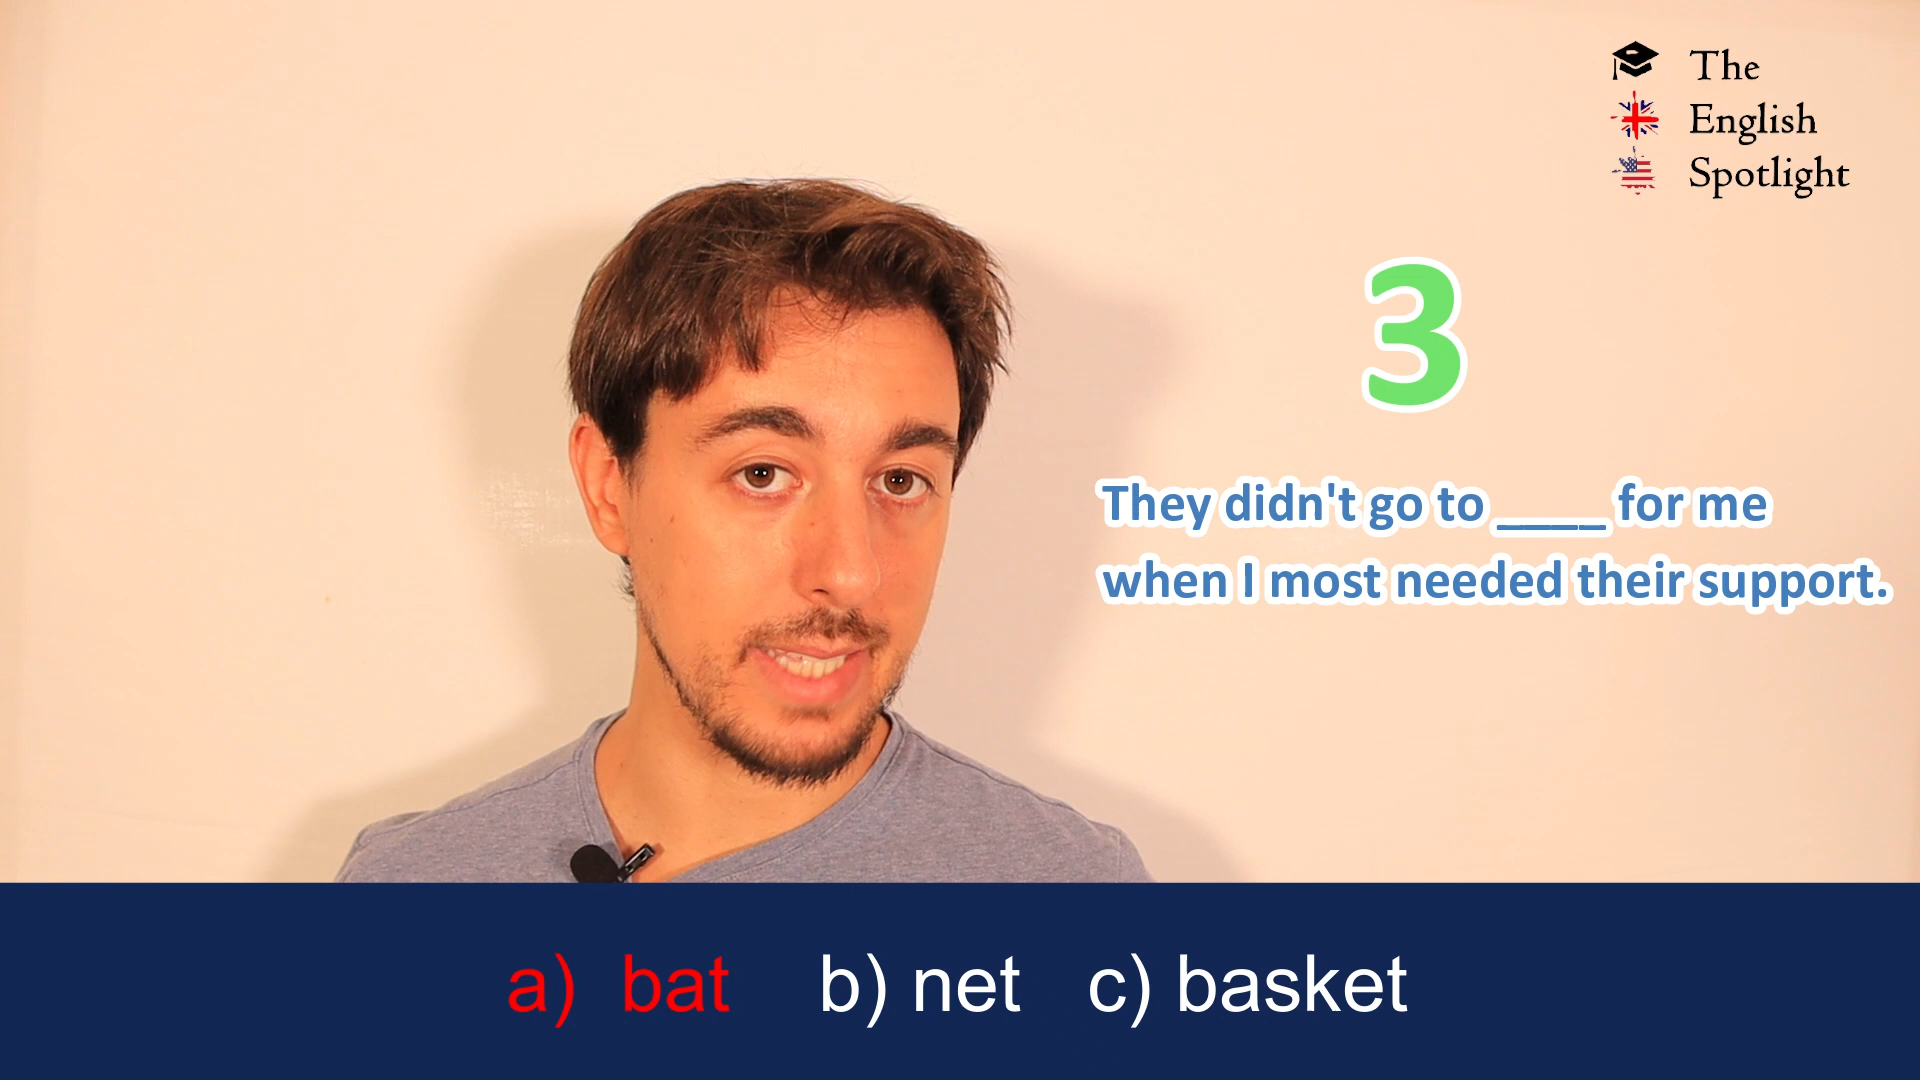 The
English
Spotlight
3
They didn't go to ____ for me
when I most needed their support.
a) bat b) net c) basket